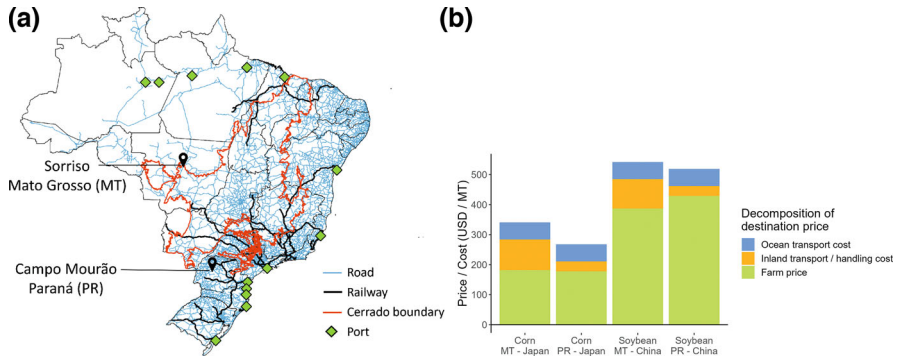 (a)
Sorriso
Mato Grosso (MT)
Campo Mourão
Paraná (PR)
Road
Railway
Cerrado boundary
Port
(b)
Price / Cost (USD / MT)
500
400
300
200
100
0
Corn
MT - Japan
Corn
PR - Japan
Soybean
MT - China
Soybean
PR - China
Decomposition of
destination price
Ocean transport cost
Inland transport / handling cost
Farm price